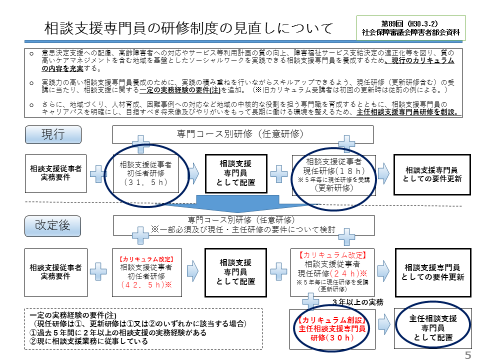 相談支援専門員の研修制度の見直しについて
第89回（H30.3.2）
社会保障審議会障害者部会資料
○ 意思決定支援への配慮、高齢障害者への対応やサービス等利用計画の質の向上、障害福祉サービス支給決定の適正化等を図り、質の
高いケアマネジメントを含む地域を基盤としたソーシャルワークを実践できる相談支援専門員を養成するため、現行のカリキュラム
の内容を充実する。
○ 実践力の高い相談支援専門員養成のために、実践の積み重ねを行いながらスキルアップできるよう、現任研修（更新研修含む）の受
講に当たり、相談支援に関する一定の実務経験の要件(注)を追加。（※旧カリキュラム受講者は初回の更新時は従前の例による。）
○ さらに、地域づくり、人材育成、困難事例への対応など地域の中核的な役割を担う専門職を育成するとともに、相談支援専門員の
キャリアパスを明確にし、目指すべき将来像及びやりがいをもって長期に働ける環境を整えるため、主任相談支援専門員研修を創設。
現行
専門コース別研修（任意研修）
相談支援従事者
実務要件
相談支援従事者
初任者研修
（３１．５ｈ）
相談支援
専門員
として配置
相談支援従事者
現任研修（１８ｈ）
※５年毎に現任研修を受講
（更新研修）
相談支援専門員
としての要件更新
改定後
専門コース別研修（任意研修）
※一部必須及び現任・主任研修の要件について検討
相談支援従事者
実務要件
【カリキュラム改定】
相談支援従事者
初任者研修
（４２．５ｈ）※
相談支援
専門員
として配置
【カリキュラム改定】
相談支援従事者
現任研修（２４ｈ）※
※５年毎に現任研修を受講
（更新研修）
相談支援専門員
としての要件更新
３年以上の実務
一定の実務経験の要件(注)
（現任研修は①、更新研修は①又は②のいずれかに該当する場合）
①過去５年間に２年以上の相談支援の実務経験がある
②現に相談支援業務に従事している
【カリキュラム創設】
主任相談支援専門員
研修（３０ｈ）
主任相談支援
専門員
として配置
5